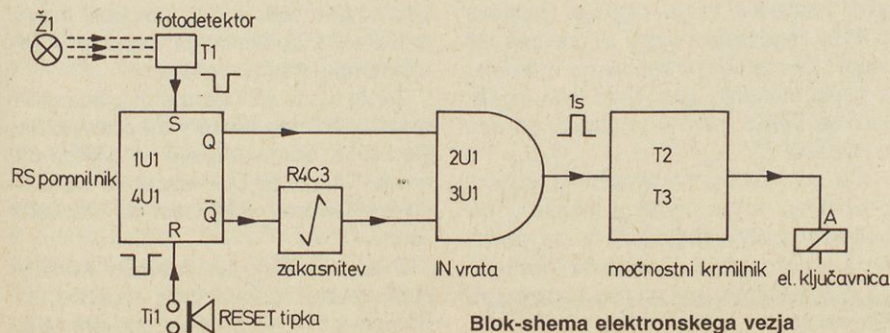 Ž1
fotodetektor
T1
S
Q
1U1
RS pomnilnik
4U1
Q̄
R
R4C3
zakasnitev
2U1
3U1
IN vrata
1s
T2
T3
močnostni krmilnik
A
el. ključavnica
Ti1
RESET tipka
Blok-shema elektronskega vezja